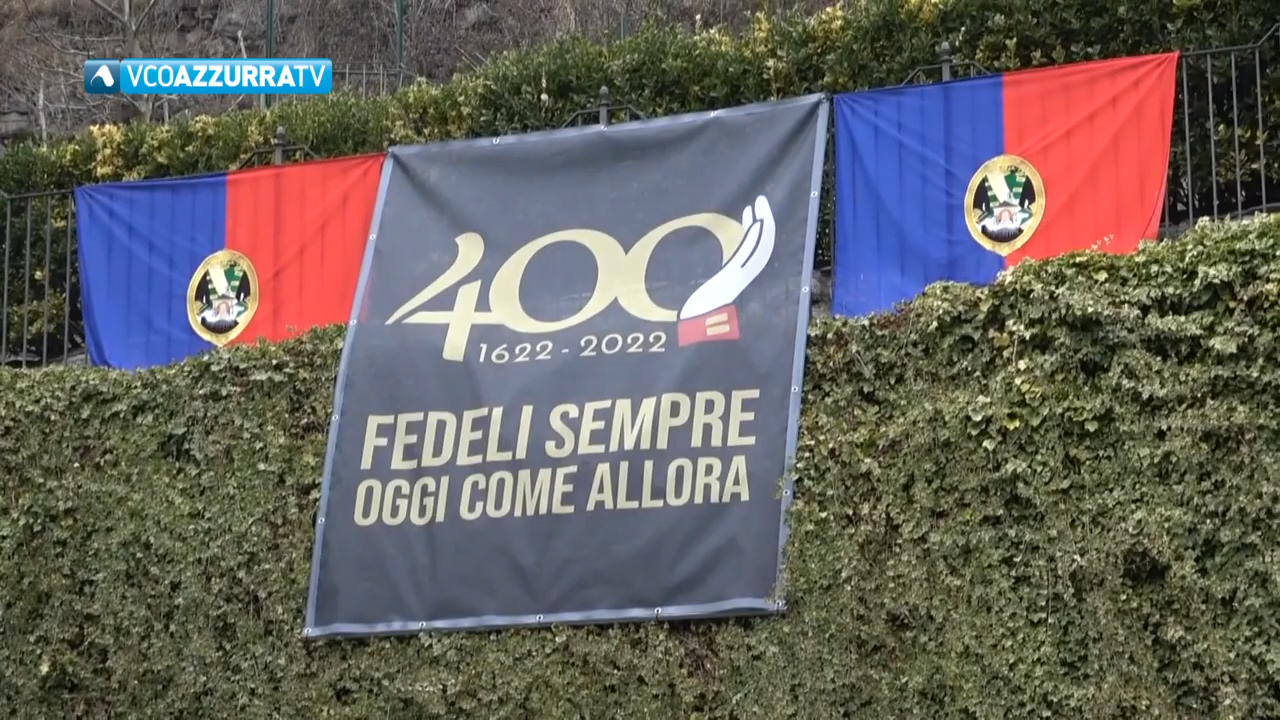 VCOAZZURRATV
400
1622 - 2022
FEDELI SEMPRE
OGGI COME ALLORA